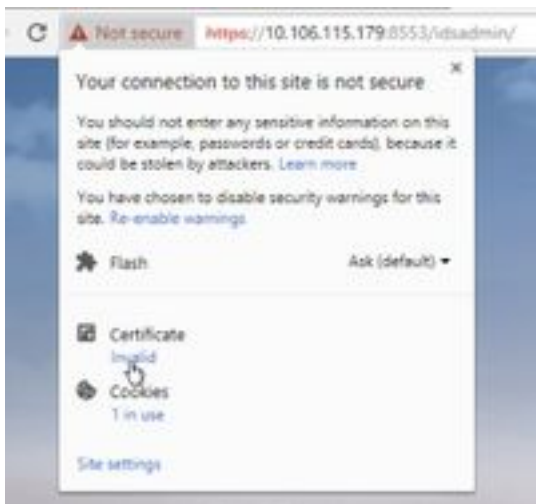 Not secure https://10.106.115.179:8553/idsadmin/
Your connection to this site is not secure
You should not enter any sensitive information on this
site (for example, passwords or credit cards), because it
could be stolen by attackers. Learn more
You have chosen to disable security warnings for this
site. Re-enable warnings
Flash Ask (default)
Certificate
Invalid
Cookies
1 in use
Site settings